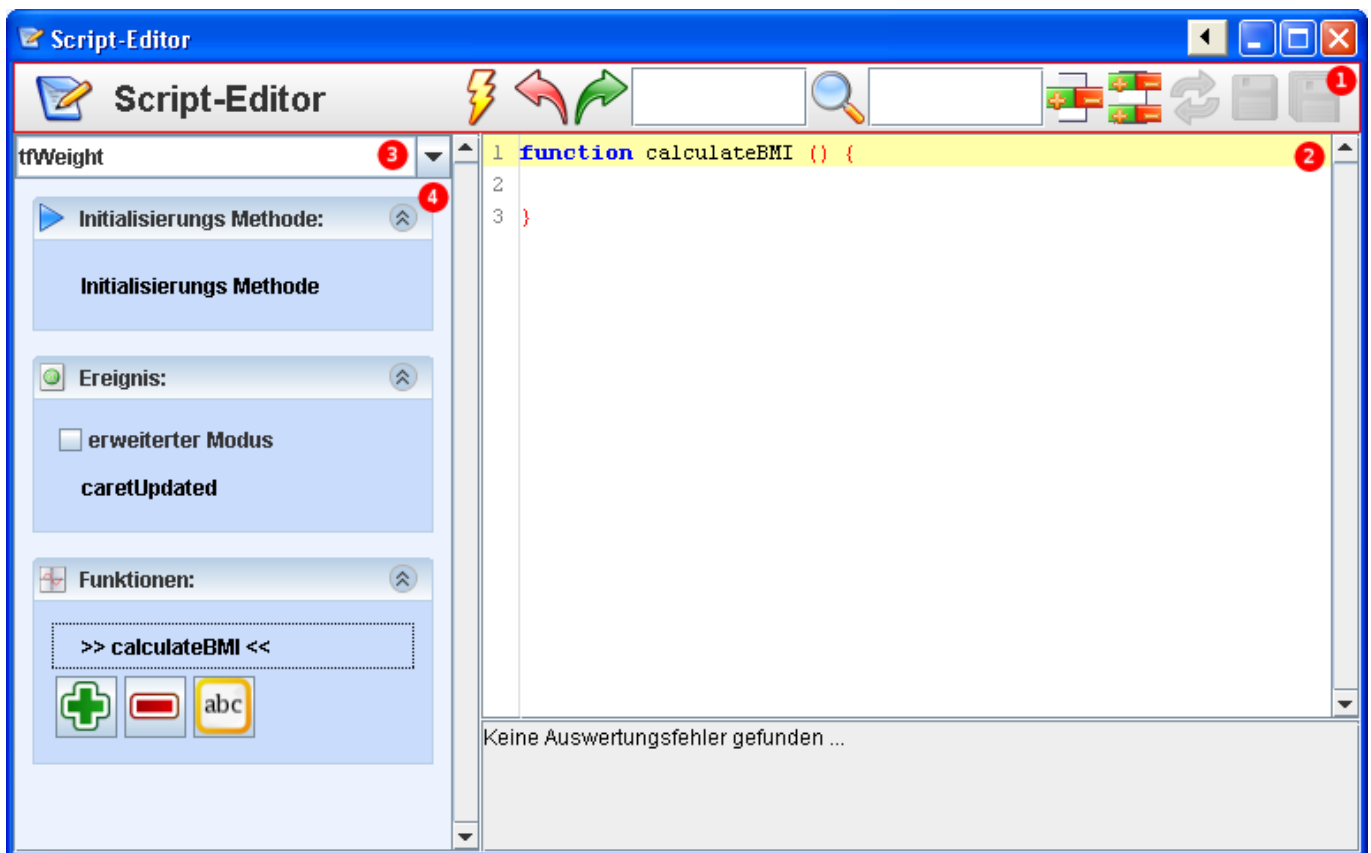 Script-Editor
Script-Editor
1
tfWeight
3
4
Initialisierungs Methode:
Initialisierungs Methode
Ereignis:
erweiterter Modus
caretUpdated
Funktionen:
>> calculateBMI <<
abc
1 function calculateBMI () {
2
2
3 }
Keine Auswertungsfehler gefunden ...